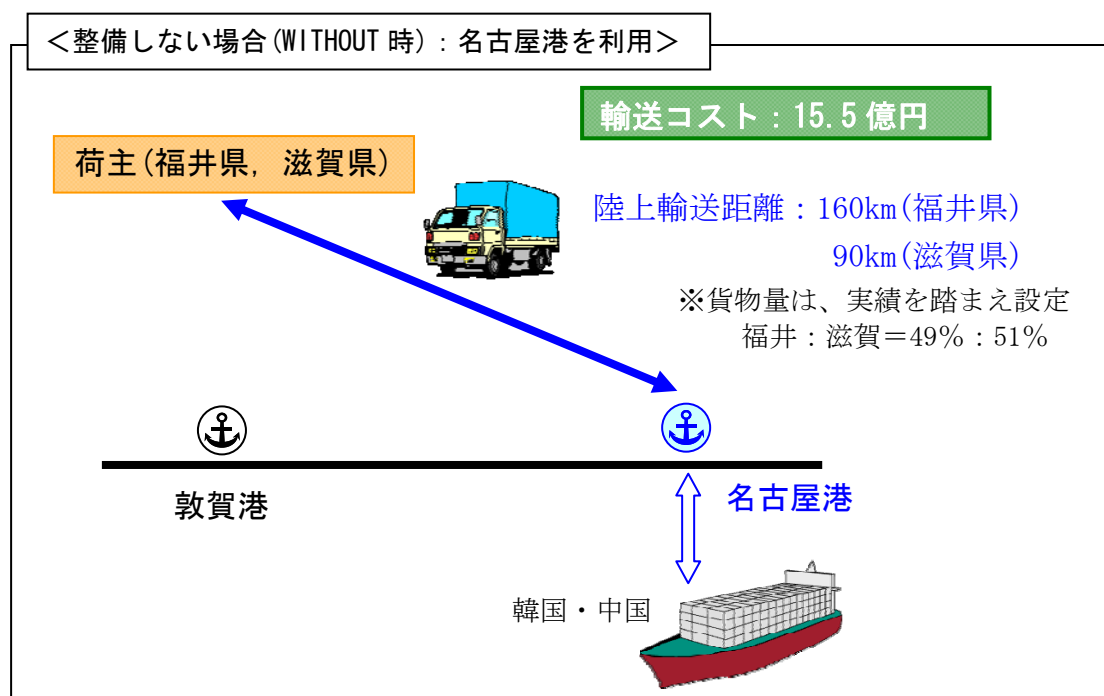 ＜整備しない場合(WITHOUT 時)：名古屋港を利用＞
輸送コスト：15.5 億円
荷主(福井県，滋賀県)
陸上輸送距離：160km(福井県)
90km(滋賀県)
※貨物量は、実績を踏まえ設定
福井：滋賀＝49％：51％
敦賀港
名古屋港
韓国・中国